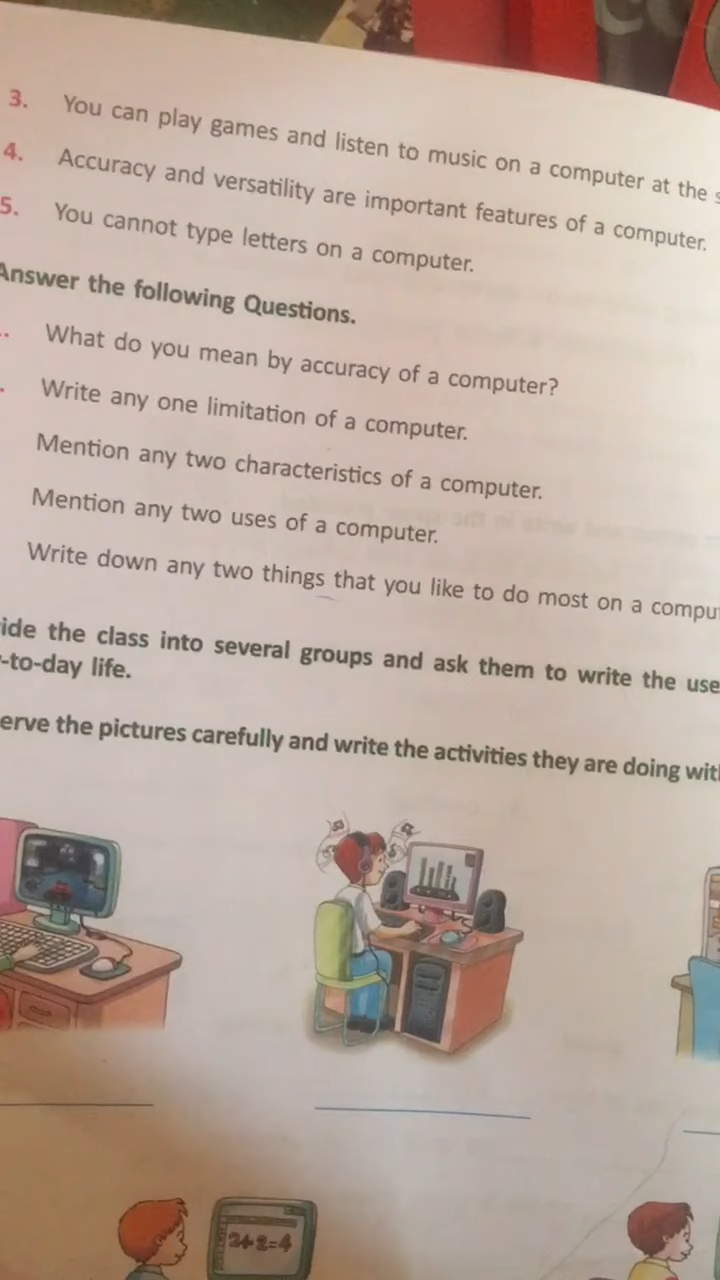 3. You can play games and listen to music on a computer at the
4. Accuracy and versatility are important features of a computer.
5. You cannot type letters on a computer.
Answer the following Questions.
What do you mean by accuracy of a computer?
Write any one limitation of a computer.
Mention any two characteristics of a computer.
Mention any two uses of a computer.
Write down any two things that you like to do most on a compu
ide the class into several groups and ask them to write the use
-to-day life.
erve the pictures carefully and write the activities they are doing wit
2+2=4